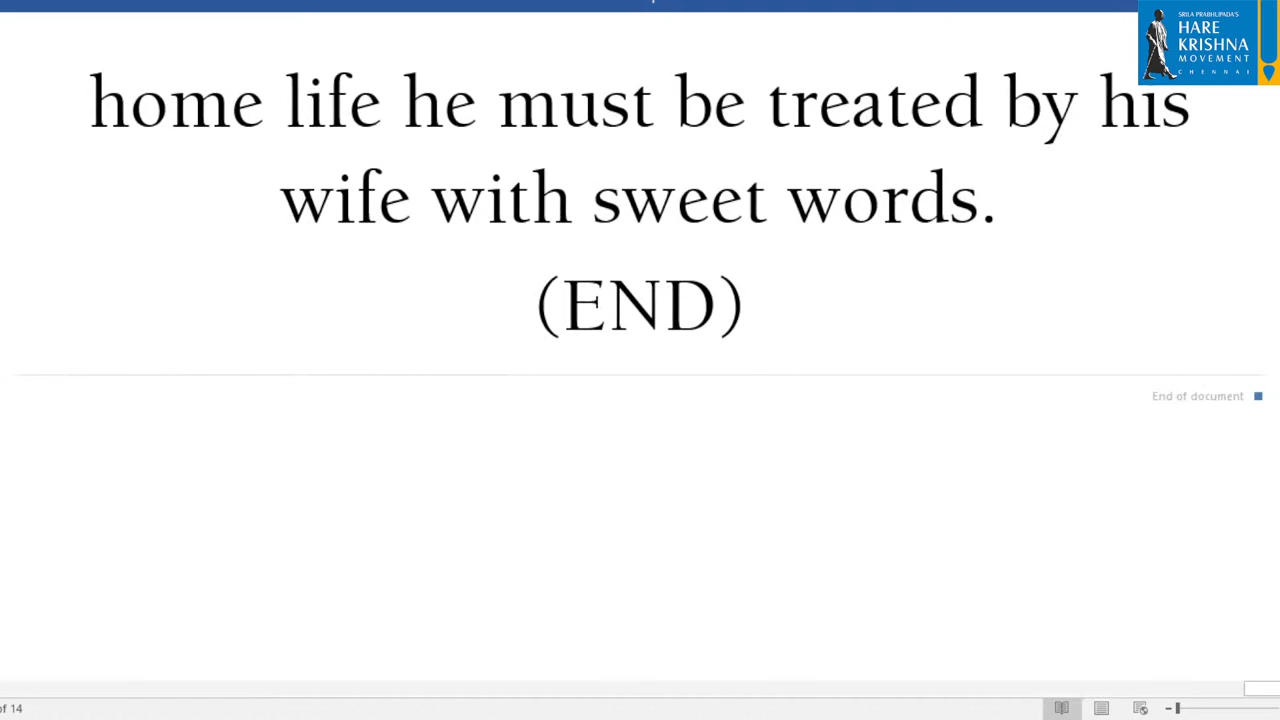 SRILA PRABHUPADA'S
HARE
KRISHNA
MOVEMENT
CHENNAI
home life he must be treated by his
wife with sweet words.
(END)
End of document
of 14